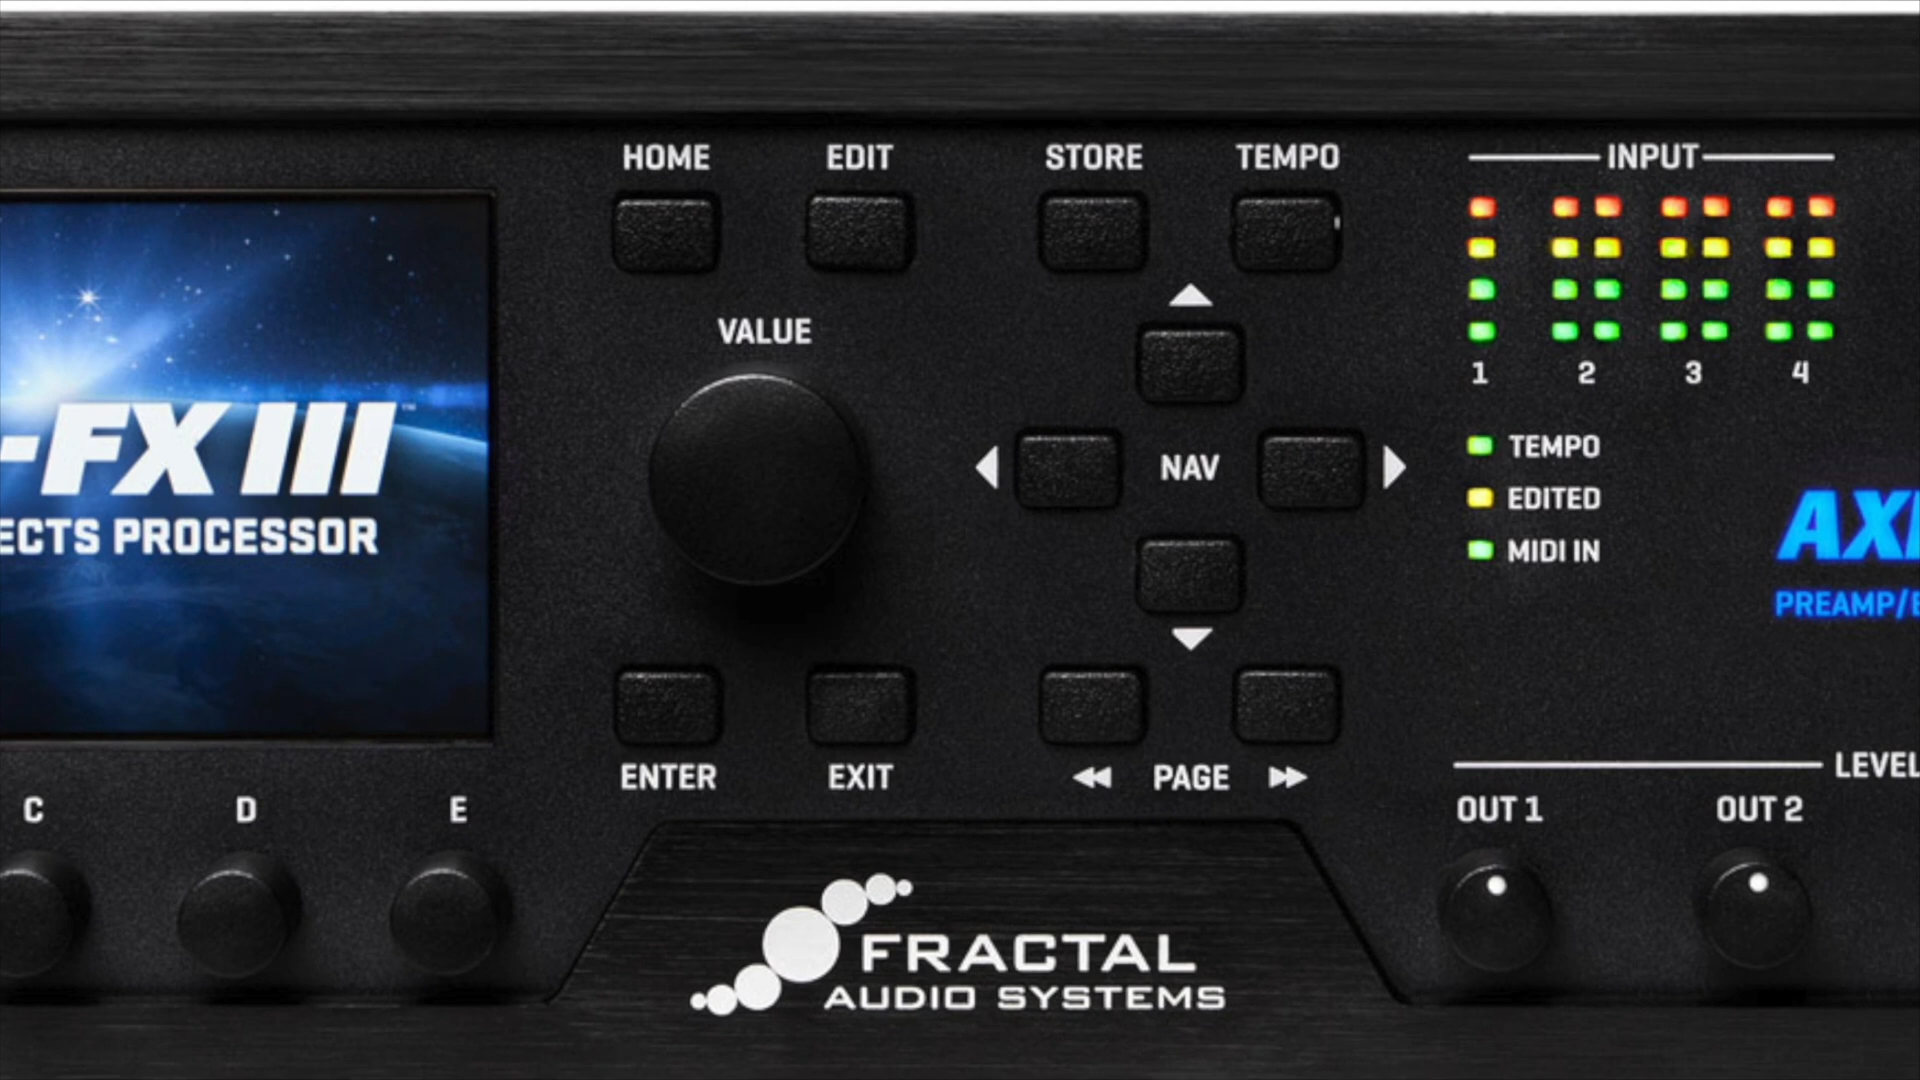 HOME
EDIT
STORE
TEMPO
INPUT
VALUE
1
2
3
4
-FX III
™
ECTS PROCESSOR
NAV
TEMPO
EDITED
MIDI IN
AX
PREAMP/E
ENTER
EXIT
PAGE
LEVEL
C
D
E
OUT 1
OUT 2
FRACTAL
AUDIO SYSTEMS